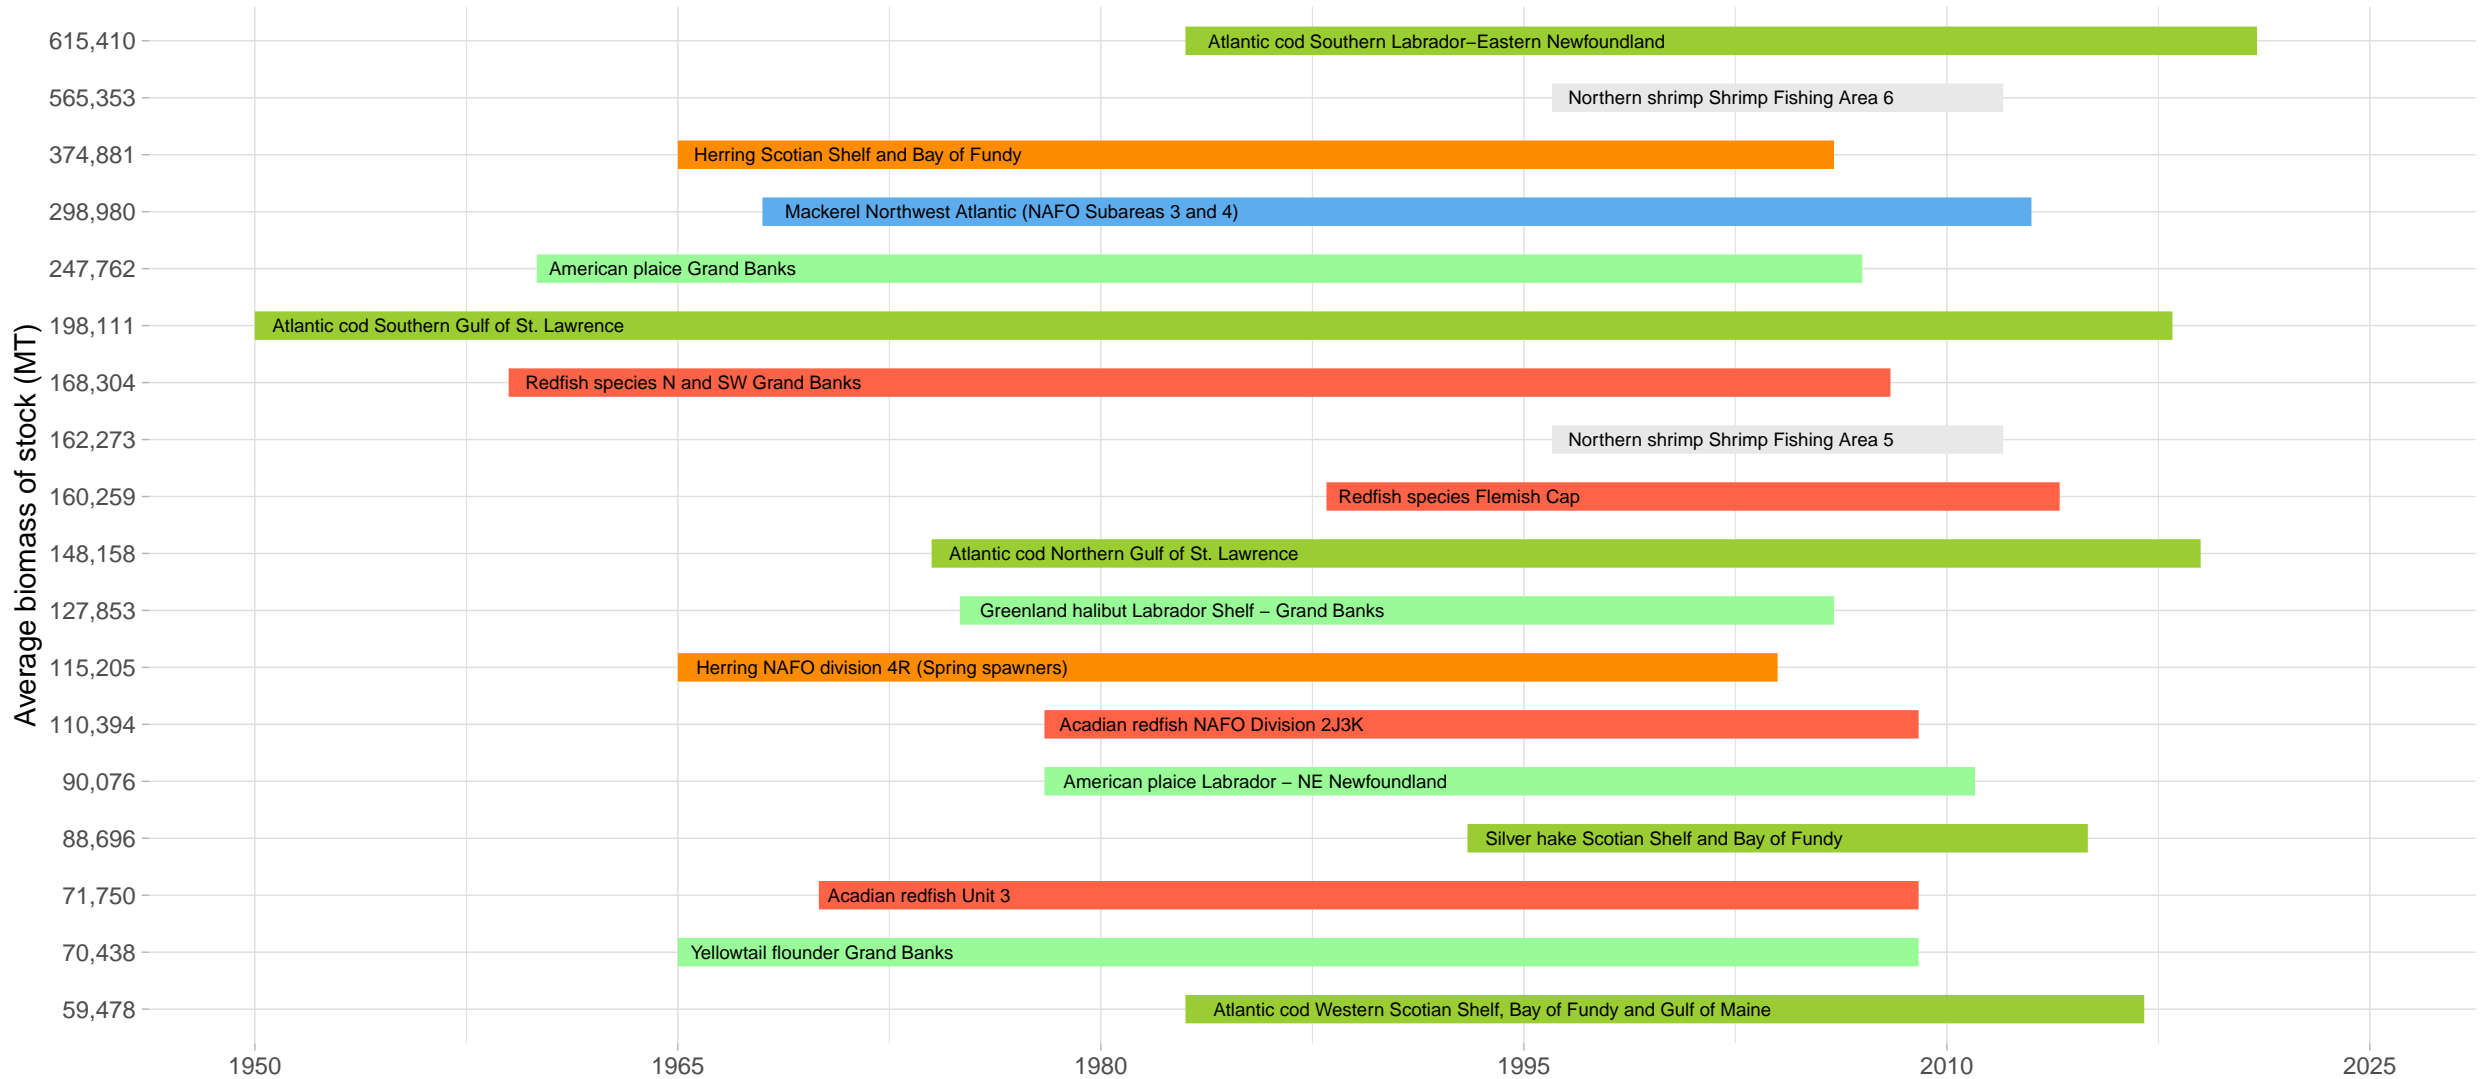 Average biomass of stock (MT)
615,410 Atlantic cod Southern Labrador−Eastern Newfoundland
565,353 Northern shrimp Shrimp Fishing Area 6
374,881 Herring Scotian Shelf and Bay of Fundy
298,980 Mackerel Northwest Atlantic (NAFO Subareas 3 and 4)
247,762 American plaice Grand Banks
198,111 Atlantic cod Southern Gulf of St. Lawrence
168,304 Redfish species N and SW Grand Banks
162,273 Northern shrimp Shrimp Fishing Area 5
160,259 Redfish species Flemish Cap
148,158 Atlantic cod Northern Gulf of St. Lawrence
127,853 Greenland halibut Labrador Shelf − Grand Banks
115,205 Herring NAFO division 4R (Spring spawners)
110,394 Acadian redfish NAFO Division 2J3K
90,076 American plaice Labrador − NE Newfoundland
88,696 Silver hake Scotian Shelf and Bay of Fundy
71,750 Acadian redfish Unit 3
70,438 Yellowtail flounder Grand Banks
59,478 Atlantic cod Western Scotian Shelf, Bay of Fundy and Gulf of Maine
1950 1965 1980 1995 2010 2025